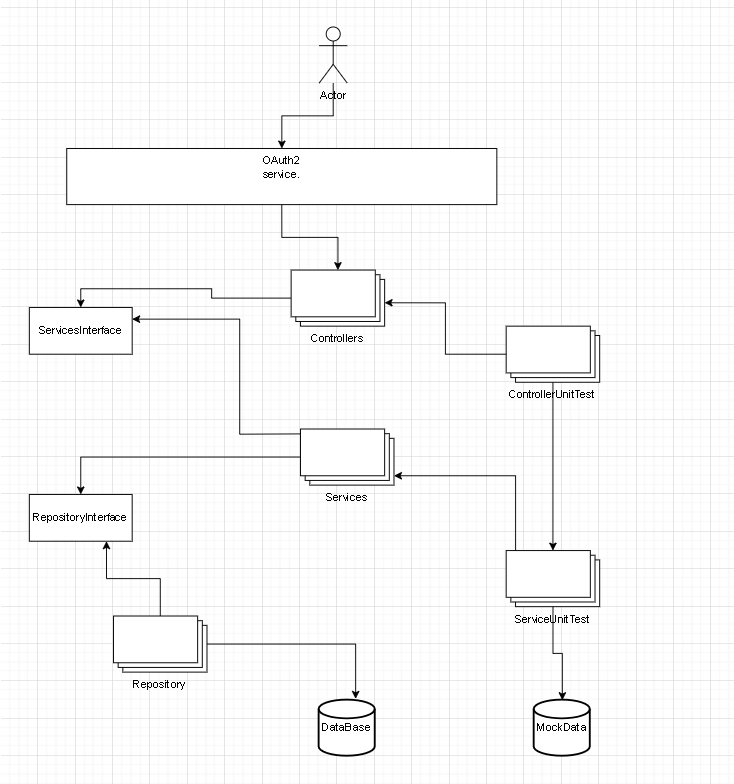 Actor
OAuth2
service.
ServicesInterface
Controllers
ControllerUnitTest
Services
RepositoryInterface
ServiceUnitTest
Repository
DataBase
MockData